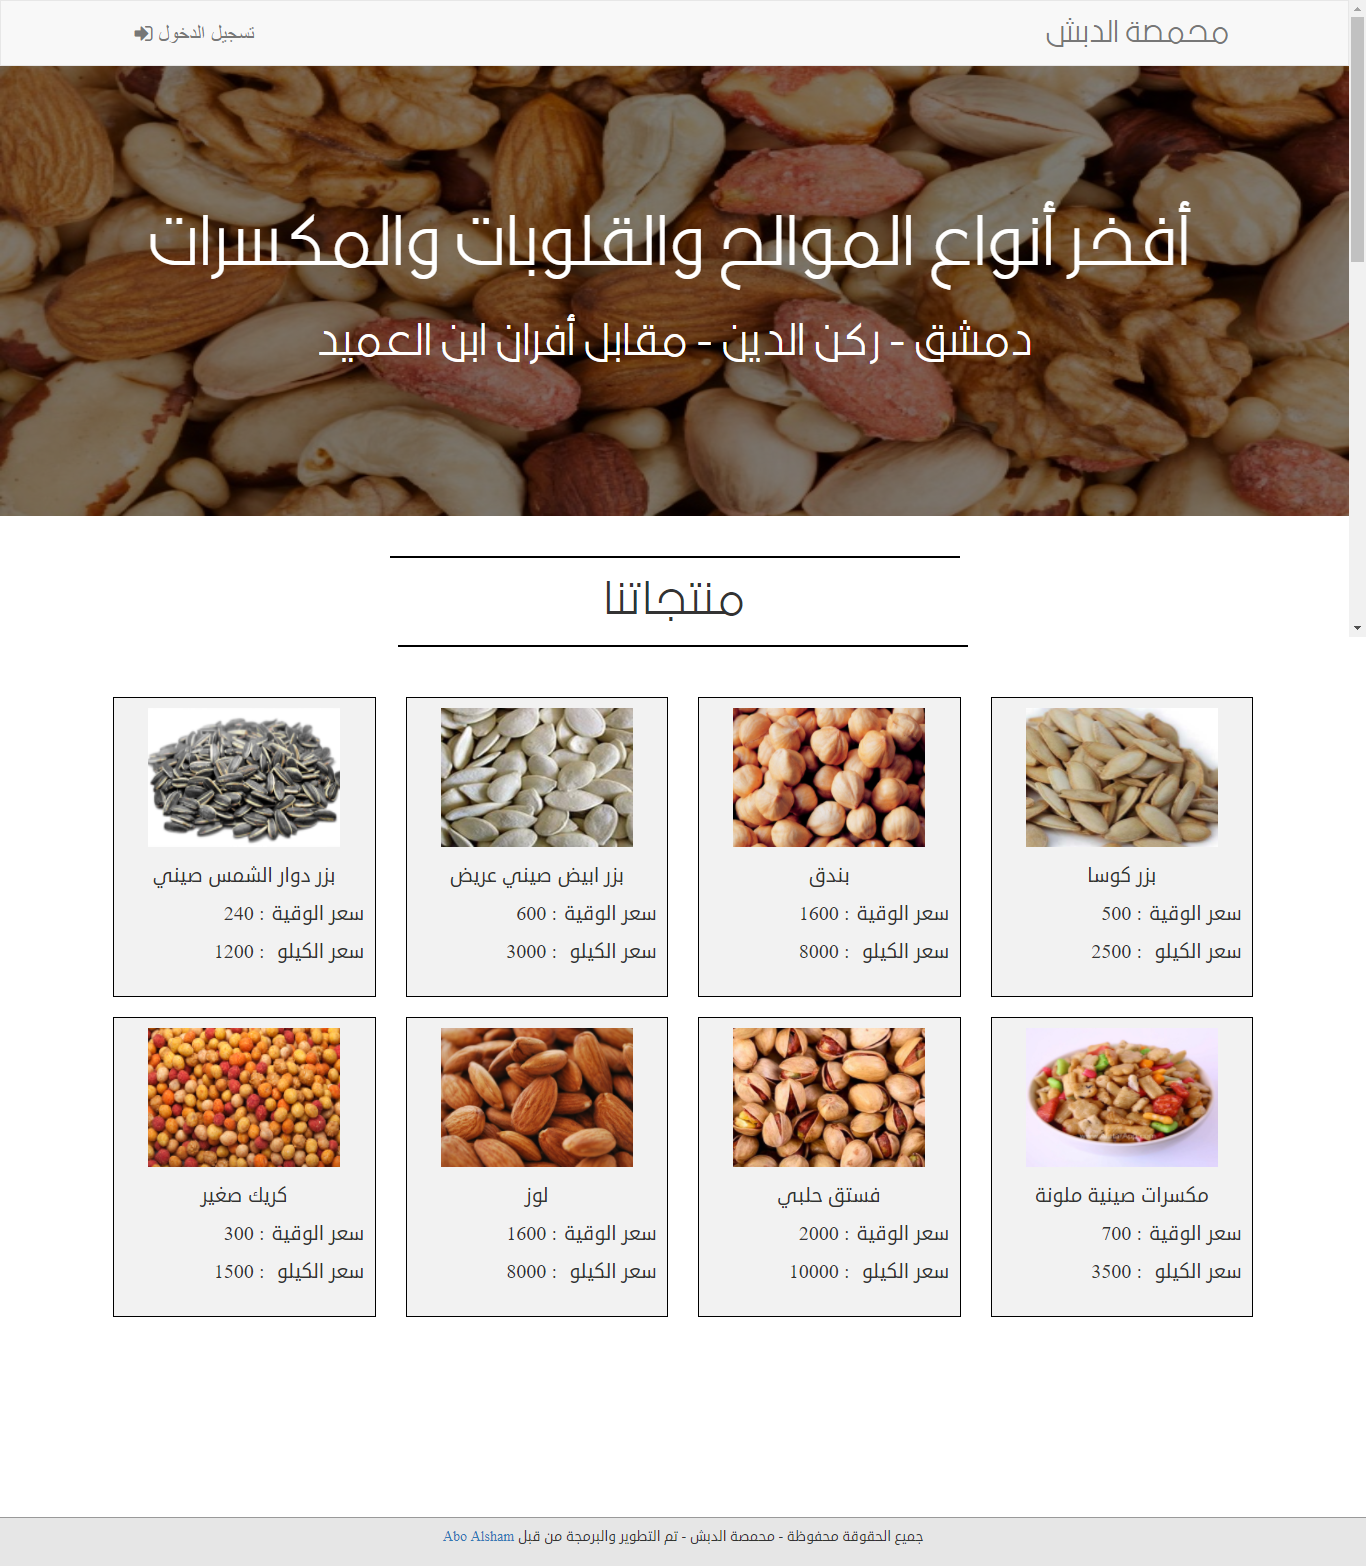 محمصة الدبش
تسجيل الدخول
أفخر أنواع الموالح والقلوبات والمكسرات
دمشق - ركن الدين - مقابل أفران ابن العميد
منتجاتنا
بزر كوسا
سعر الوقية : 500
سعر الكيلو : 2500
بندق
سعر الوقية : 1600
سعر الكيلو : 8000
بزر ابيض صيني عريض
سعر الوقية : 600
سعر الكيلو : 3000
بزر دوار الشمس صيني
سعر الوقية : 240
سعر الكيلو : 1200
مكسرات صينية ملونة
سعر الوقية : 700
سعر الكيلو : 3500
فستق حلبي
سعر الوقية : 2000
سعر الكيلو : 10000
لوز
سعر الوقية : 1600
سعر الكيلو : 8000
كريك صغير
سعر الوقية : 300
سعر الكيلو : 1500
جميع الحقوقة محفوظة - محمصة الدبش - تم التطوير والبرمجة من قبل Abo Alsham